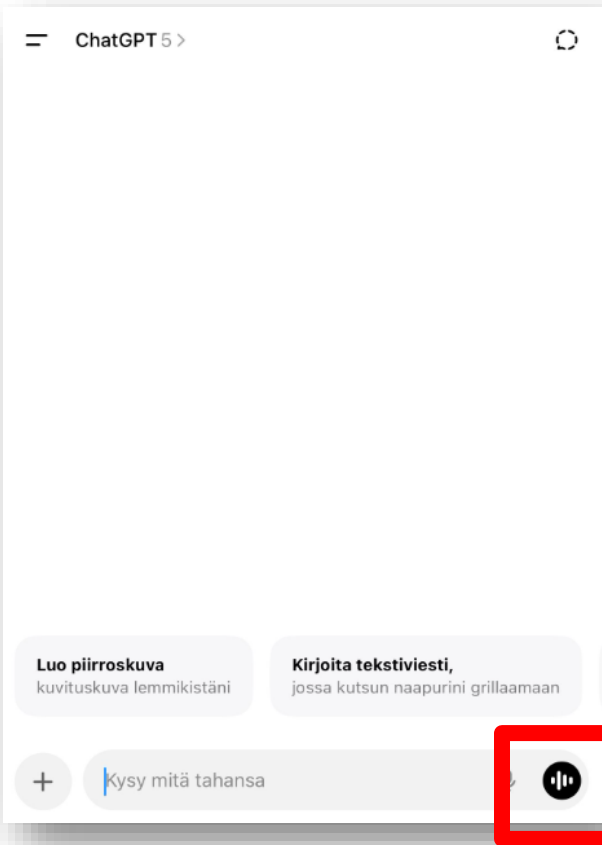 ChatGPT 5 >
Luo piirroskuva
kuvituskuva lemmikistäni
Kirjoita tekstiviesti,
jossa kutsun naapurini grillaamaan
Kysy mitä tahansa